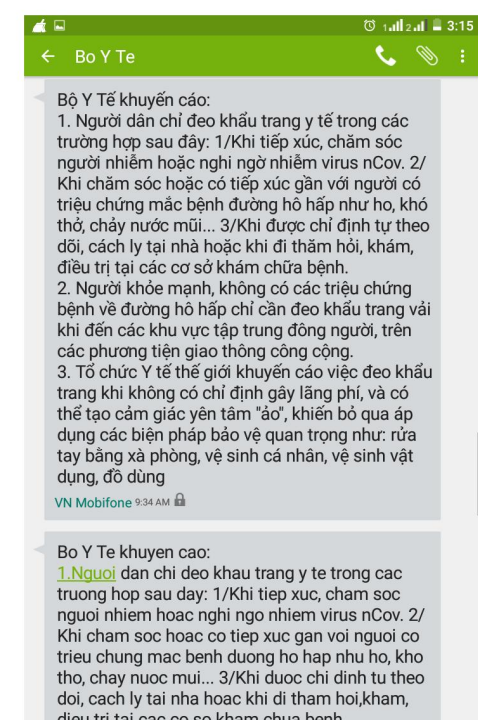 1 2 3:15
Bo Y Te
Bộ Y Tế khuyến cáo:
1. Người dân chỉ đeo khẩu trang y tế trong các
trường hợp sau đây: 1/Khi tiếp xúc, chăm sóc
người nhiễm hoặc nghi ngờ nhiễm virus nCov. 2/
Khi chăm sóc hoặc có tiếp xúc gần với người có
triệu chứng mắc bệnh đường hô hấp như ho, khó
thở, chảy nước mũi... 3/Khi được chỉ định tự theo
dõi, cách ly tại nhà hoặc khi đi thăm hỏi, khám,
điều trị tại các cơ sở khám chữa bệnh.
2. Người khỏe mạnh, không có các triệu chứng
bệnh về đường hô hấp chỉ cần đeo khẩu trang vải
khi đến các khu vực tập trung đông người, trên
các phương tiện giao thông công cộng.
3. Tổ chức Y tế thế giới khuyến cáo việc đeo khẩu
trang khi không có chỉ định gây lãng phí, và có
thể tạo cảm giác yên tâm "ảo", khiến bỏ qua áp
dụng các biện pháp bảo vệ quan trọng như: rửa
tay bằng xà phòng, vệ sinh cá nhân, vệ sinh vật
dụng, đồ dùng
VN Mobifone 9:34 AM
Bo Y Te khuyen cao:
1.Nguoi dan chi deo khau trang y te trong cac
truong hop sau day: 1/Khi tiep xuc, cham soc
nguoi nhiem hoac nghi ngo nhiem virus nCov. 2/
Khi cham soc hoac co tiep xuc gan voi nguoi co
trieu chung mac benh duong ho hap nhu ho, kho
tho, chay nuoc mui... 3/Khi duoc chi dinh tu theo
doi, cach ly tai nha hoac khi di tham hoi,kham,
dieu tri tai cac co so kham chua benh.